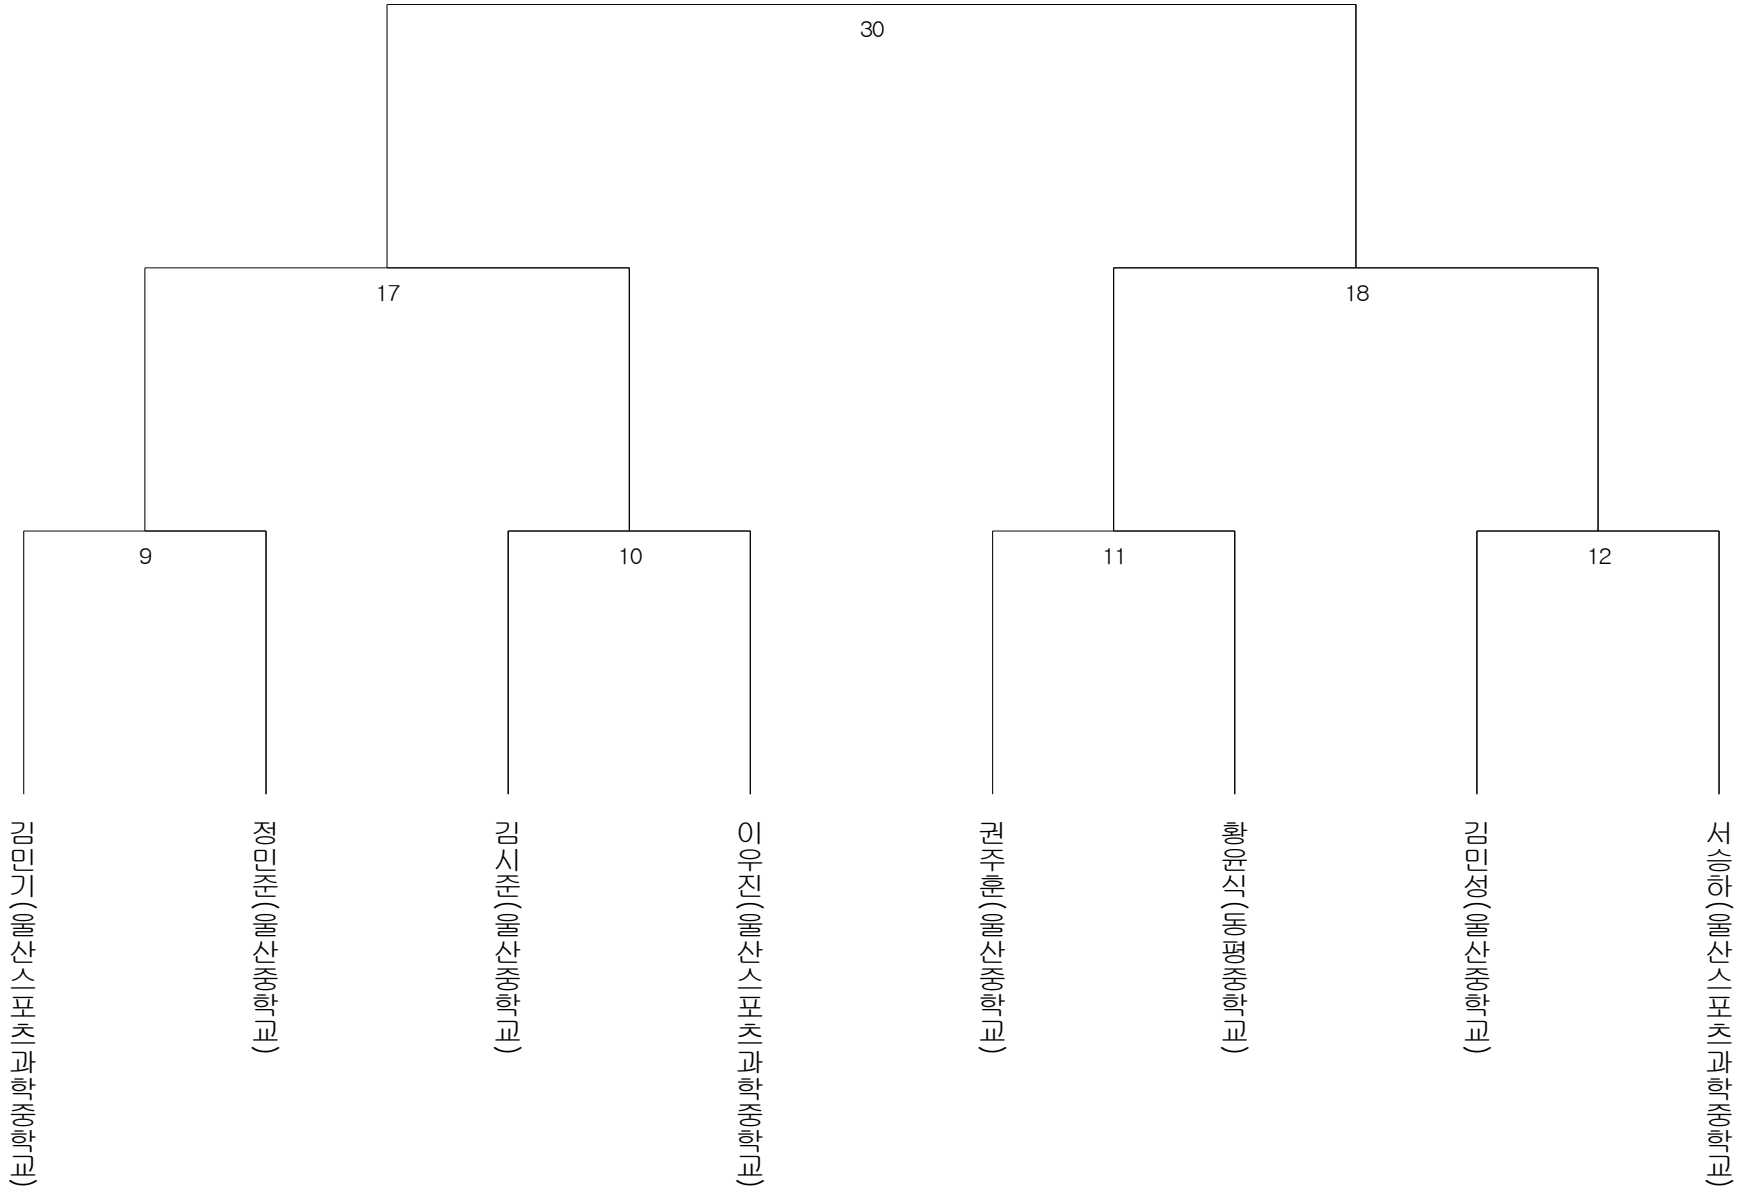 30
17
18
9
10
11
12
김민기(울산스포츠과학중학교)
정민준(울산중학교)
김시준(울산중학교)
이우진(울산스포츠과학중학교)
권주훈(울산중학교)
황윤식(동평중학교)
김민성(울산중학교)
서승하(울산스포츠과학중학교)